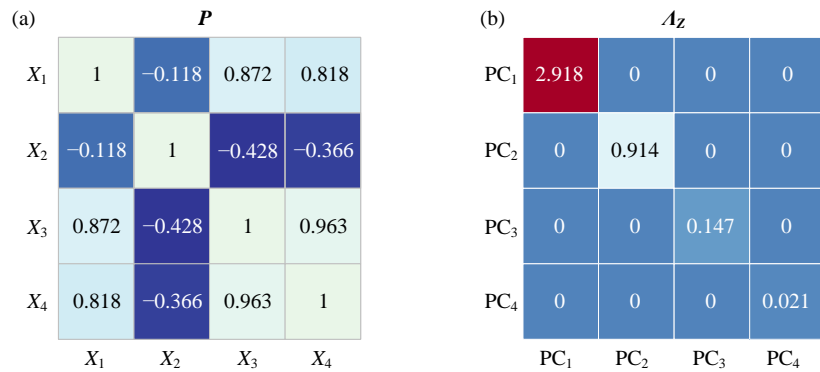 (a) P
X1 1 −0.118 0.872 0.818
X2 −0.118 1 −0.428 −0.366
X3 0.872 −0.428 1 0.963
X4 0.818 −0.366 0.963 1
X1 X2 X3 X4
(b) ΛZ
PC1 2.918 0 0 0
PC2 0 0.914 0 0
PC3 0 0 0.147 0
PC4 0 0 0 0.021
PC1 PC2 PC3 PC4